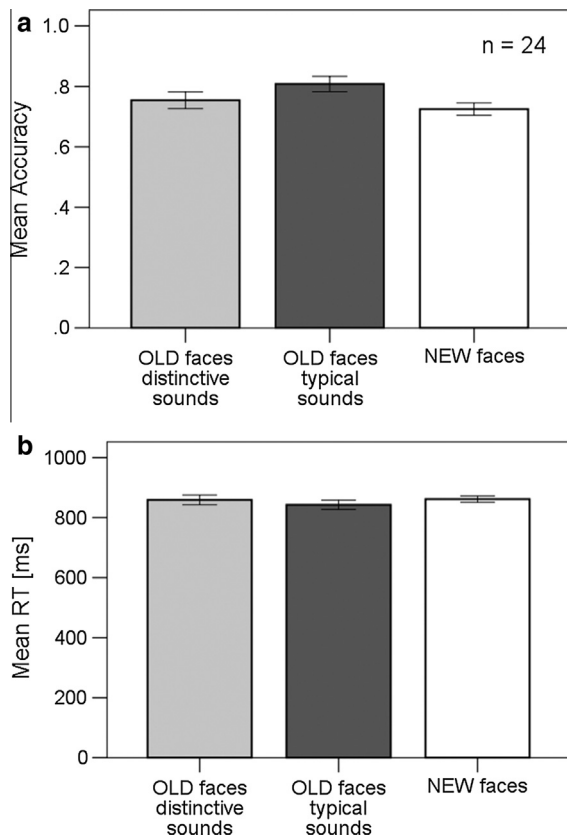 a
n = 24
Mean Accuracy
1.0
.8
.6
.4
.2
.0
OLD faces
distinctive
sounds
OLD faces
typical
sounds
NEW faces
b
Mean RT [ms]
1000
800
600
400
200
0
OLD faces
distinctive
sounds
OLD faces
typical
sounds
NEW faces